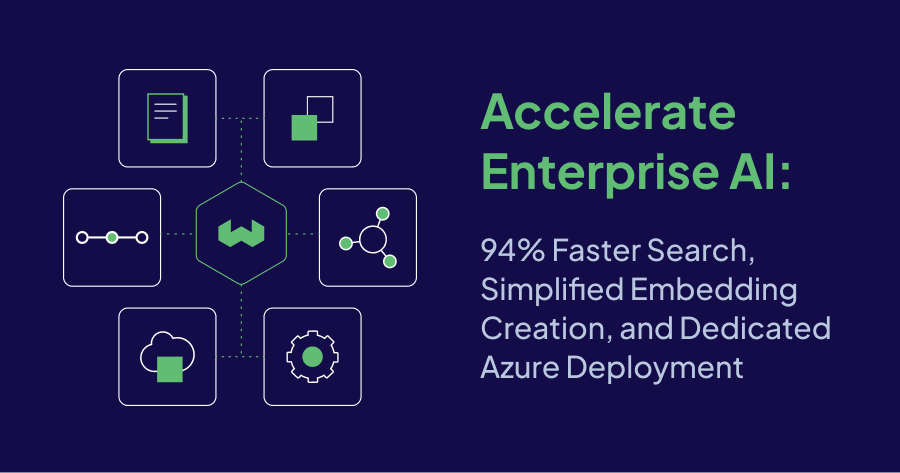 Accelerate
Enterprise AI:
94% Faster Search,
Simplified Embedding
Creation, and Dedicated
Azure Deployment